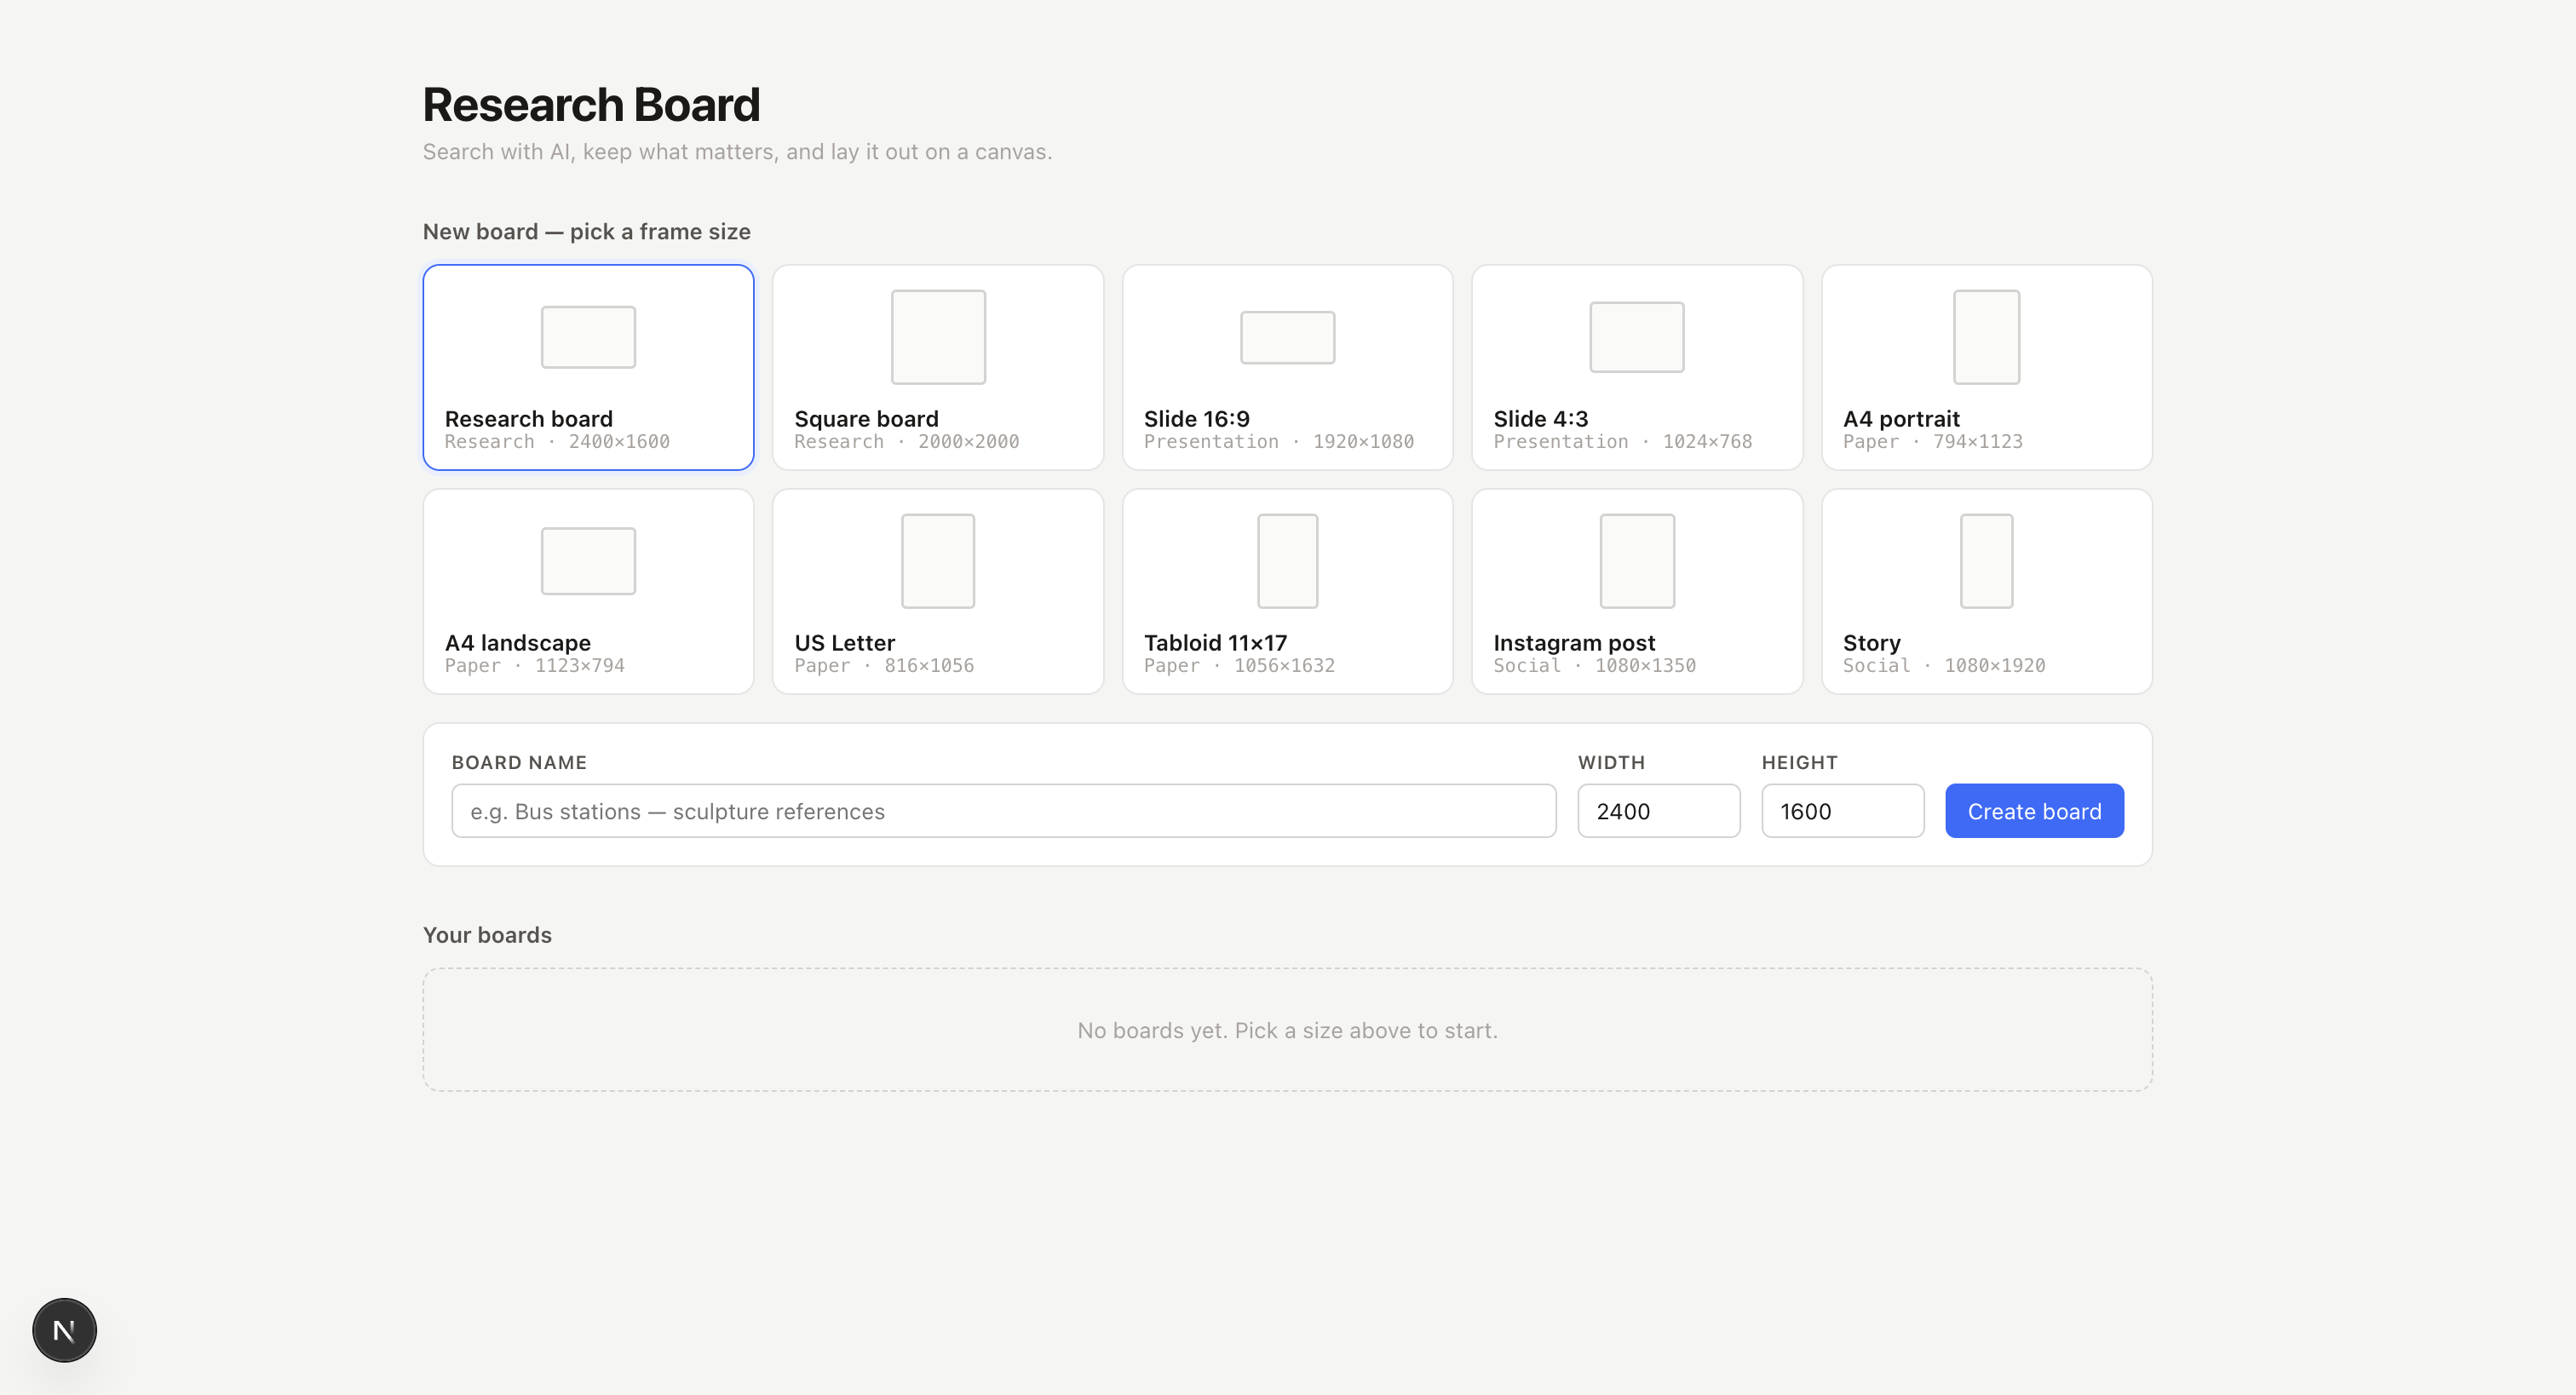 Research Board
Search with AI, keep what matters, and lay it out on a canvas.
New board — pick a frame size
Research board
Research · 2400×1600
Square board
Research · 2000×2000
Slide 16:9
Presentation · 1920×1080
Slide 4:3
Presentation · 1024×768
A4 portrait
Paper · 794×1123
A4 landscape
Paper · 1123×794
US Letter
Paper · 816×1056
Tabloid 11×17
Paper · 1056×1632
Instagram post
Social · 1080×1350
Story
Social · 1080×1920
BOARD NAME
WIDTH
HEIGHT
e.g. Bus stations — sculpture references
2400
1600
Create board
Your boards
No boards yet. Pick a size above to start.
N